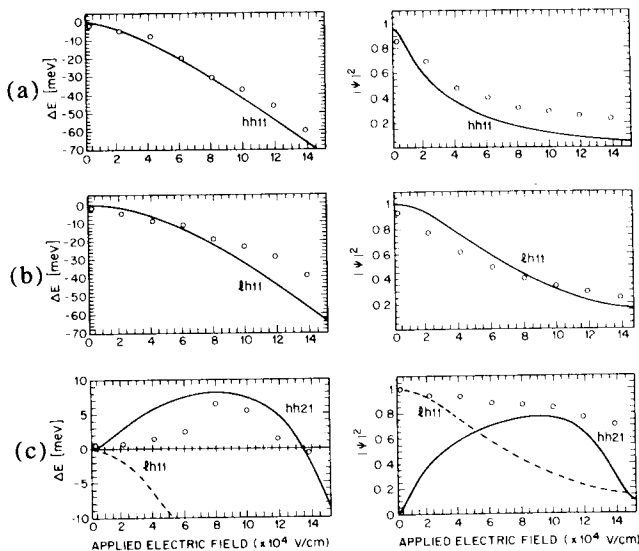 (a)
ΔE [meV]
0
-10
-20
-30
-40
-50
-60
-70
hh11
0 2 4 6 8 10 12 14
|Ψ|²
1
0.8
0.6
0.4
0.2
hh11
0 2 4 6 8 10 12 14
(b)
ΔE [meV]
0
-10
-20
-30
-40
-50
-60
-70
ℓh11
0 2 4 6 8 10 12 14
|Ψ|²
1
0.8
0.6
0.4
0.2
ℓh11
0 2 4 6 8 10 12 14
(c)
ΔE [meV]
10
5
0
-5
-10
hh21
ℓh11
0 2 4 6 8 10 12 14
APPLIED ELECTRIC FIELD (x10⁴ V/cm)
|Ψ|²
1
0.8
0.6
0.4
0.2
0
ℓh11
hh21
0 2 4 6 8 10 12 14
APPLIED ELECTRIC FIELD (x10⁴ V/cm)